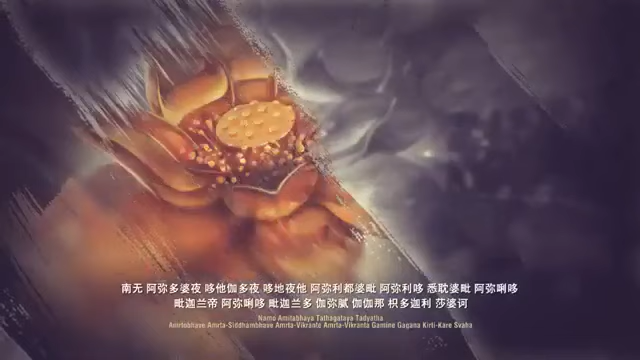 南无 阿弥多婆夜 哆他伽多夜 哆地夜他 阿弥利都婆毗 阿弥利哆 悉耽婆毗 阿弥唎哆
毗迦兰帝 阿弥唎哆 毗迦兰多 伽弥腻 伽伽那 枳多迦利 莎婆诃
Namo Amitabhaya Tathagataya Tadyatha
Amrtobhave Amrta-Siddhambhave Amrta-Vikrante Amrta-Vikranta Gamine Gagana Kirti-Kare Svaha